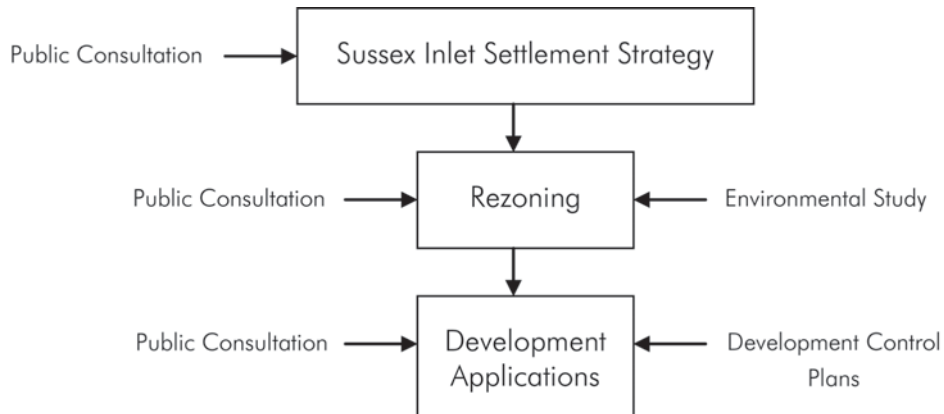 Public Consultation
Sussex Inlet Settlement Strategy
Public Consultation
Rezoning
Environmental Study
Public Consultation
Development
Applications
Development Control
Plans